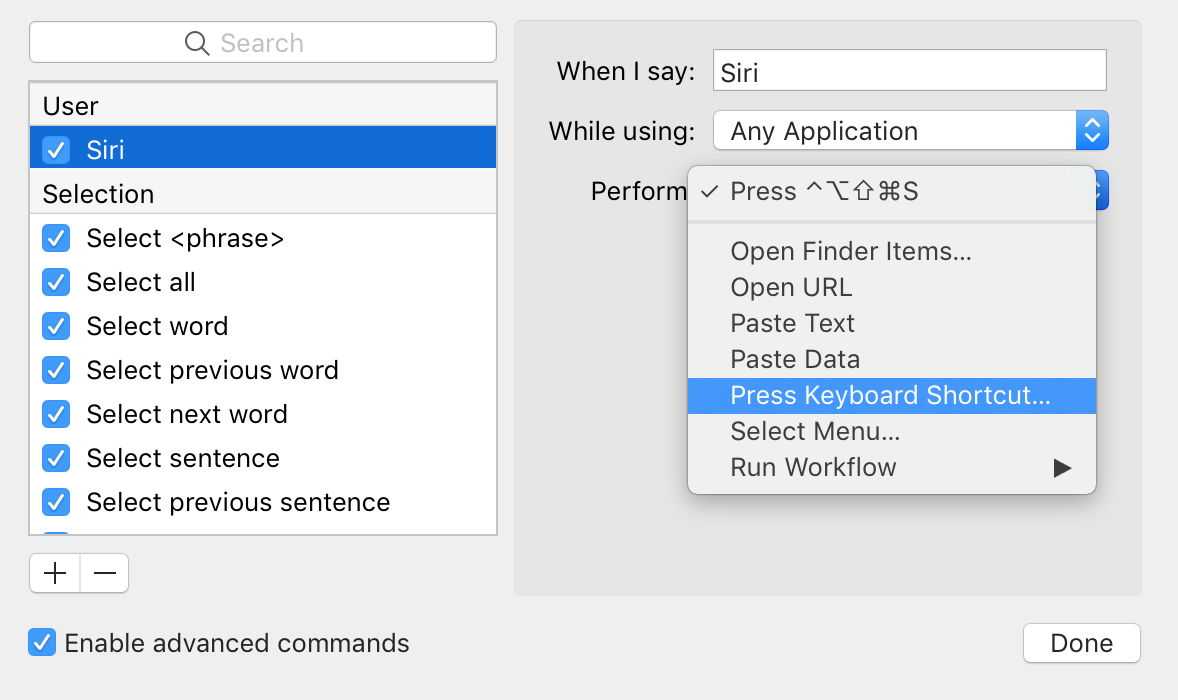 Search
User
Siri
Selection
Select <phrase>
Select all
Select word
Select previous word
Select next word
Select sentence
Select previous sentence
Enable advanced commands
When I say: Siri
While using: Any Application
Perform
✓ Press ⌃⌥⇧⌘S
Open Finder Items...
Open URL
Paste Text
Paste Data
Press Keyboard Shortcut...
Select Menu...
Run Workflow
Done